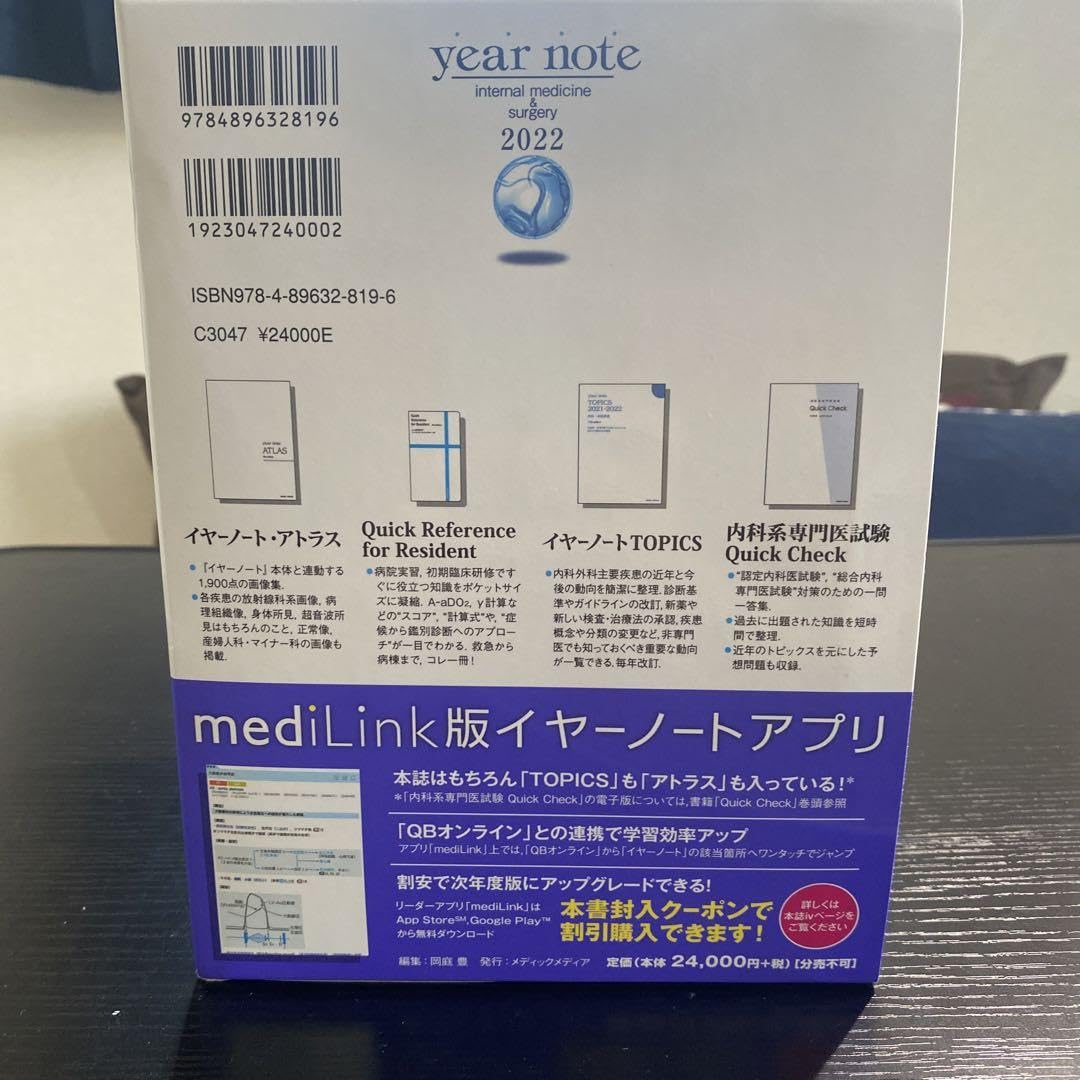 9784896328196
1923047240002
year note
internal medicine
&
surgery
2022
ISBN978-4-89632-819-6
C3047 ¥24000E
year note
ATLAS
Quick
Reference
for Resident
year note
TOPICS
2021-2022
Quick Check
イヤーノート・アトラス
●『イヤーノート』本体と連動する
1,900点の画像集.
●各疾患の放射線科系画像, 病
理組織像, 身体所見, 超音波所
見はもちろんのこと, 正常像,
産婦人科・マイナー科の画像も
掲載.
Quick Reference
for Resident
●病院実習, 初期臨床研修です
ぐに役立つ知識をポケットサイ
ズに凝縮. A-aDO₂, γ計算な
どの“スコア”, “計算式”や, “症
候から鑑別診断へのアプロー
チ”が一目でわかる. 救急から
病棟まで, コレ一冊!
イヤーノートTOPICS
●内科外科主要疾患の近年と今
後の動向を簡潔に整理. 診断基
準やガイドラインの改訂, 新薬や
新しい検査・治療法の承認, 疾患
概念や分類の変更など, 非専門
医でも知っておくべき重要な動向
が一覧できる. 毎年改訂.
内科系専門医試験
Quick Check
●“認定内科医試験”, “総合内科
専門医試験”対策のための一問
一答集.
●過去に出題された知識を短時
間で整理.
●近年のトピックスを元にした予
想問題も収録.
mediLink版イヤーノートアプリ
本誌はもちろん「TOPICS」も「アトラス」も入っている!*
*「内科系専門医試験 Quick Check」の電子版については, 書籍「Quick Check」巻頭参照
「QBオンライン」との連携で学習効率アップ
アプリ「mediLink」上では,「QBオンライン」から「イヤーノート」の該当箇所へワンタッチでジャンプ
割安で次年度版にアップグレードできる!
リーダーアプリ「mediLink」は
App StoreSM, Google Play™
から無料ダウンロード
本書封入クーポンで
割引購入できます!
詳しくは
本誌ivページを
ご覧ください
編集：岡庭 豊 発行：メディックメディア 定価(本体 24,000円+税) [分売不可]